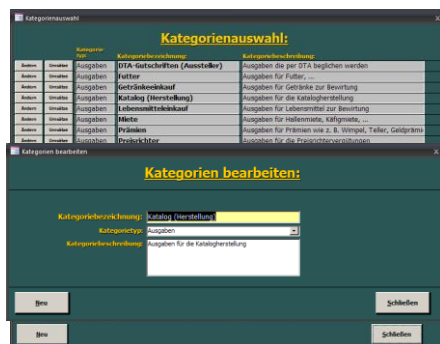 Kategorienauswahl
Kategorienauswahl:
Kategorie-
typ: Kategoriebezeichnung: Kategoriebeschreibung:
Ändern Umsätze Ausgaben DTA-Gutschriften (Aussteller) Ausgaben die per DTA beglichen werden
Ändern Umsätze Ausgaben Futter Ausgaben für Futter, ...
Ändern Umsätze Ausgaben Getränkeeinkauf Ausgaben für Getränke zur Bewirtung
Ändern Umsätze Ausgaben Katalog (Herstellung) Ausgaben für die Katalogherstellung
Ändern Umsätze Ausgaben Lebensmitteleinkauf Ausgaben für Lebensmittel zur Bewirtung
Ändern Umsätze Ausgaben Miete Ausgaben für Hallenmiete, Käfigmiete, ...
Ändern Umsätze Ausgaben Prämien Ausgaben für Prämien wie z. B. Wimpel, Teller, Geldprämi
Ändern Umsätze Ausgaben Preisrichter Ausgaben für die Preisrichtervergütungen
Kategorien bearbeiten
Kategorien bearbeiten:
Kategoriebezeichnung: Katalog (Herstellung)
Kategorietyp: Ausgaben
Kategoriebeschreibung: Ausgaben für die Katalogherstellung
Neu Schließen
Neu Schließen